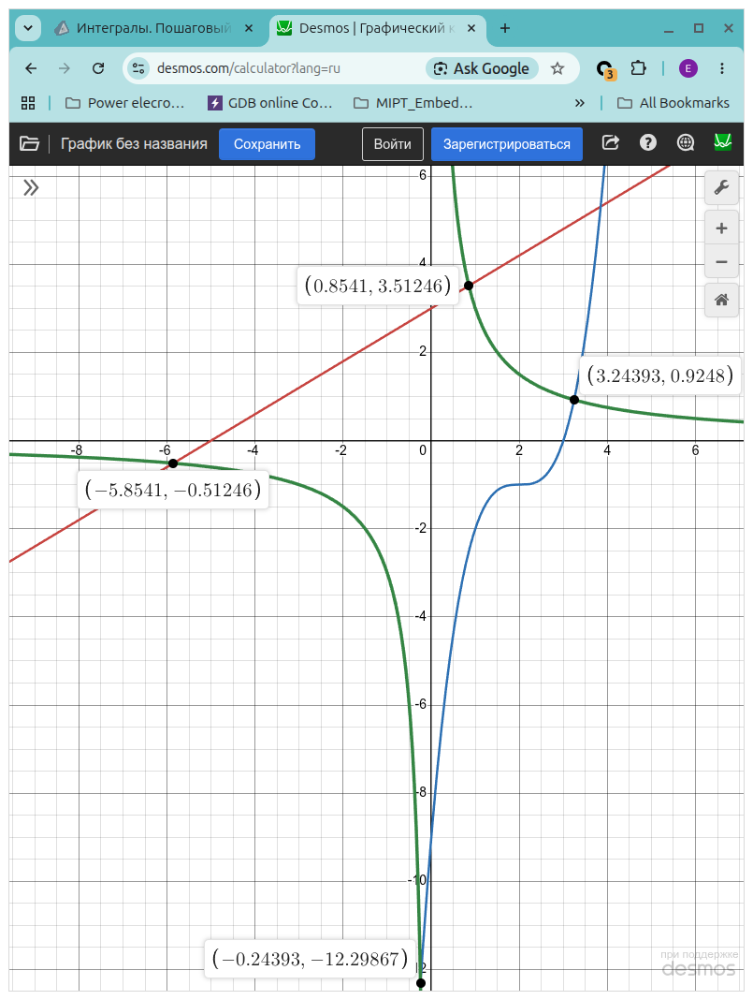 Интегралы. Пошаговый
Desmos | Графический к
desmos.com/calculator?lang=ru
Ask Google
3
E
Power elecro...
GDB online Co...
MIPT_Embed...
»
All Bookmarks
График без названия
Сохранить
Войти
Зарегистрироваться
6
4
(0.8541, 3.51246)
2
(3.24393, 0.9248)
-8 -6 -4 -2 0 2 4 6
(−5.8541, −0.51246)
-2
-4
-6
-8
-10
(−0.24393, −12.29867)
при поддержке
desmos